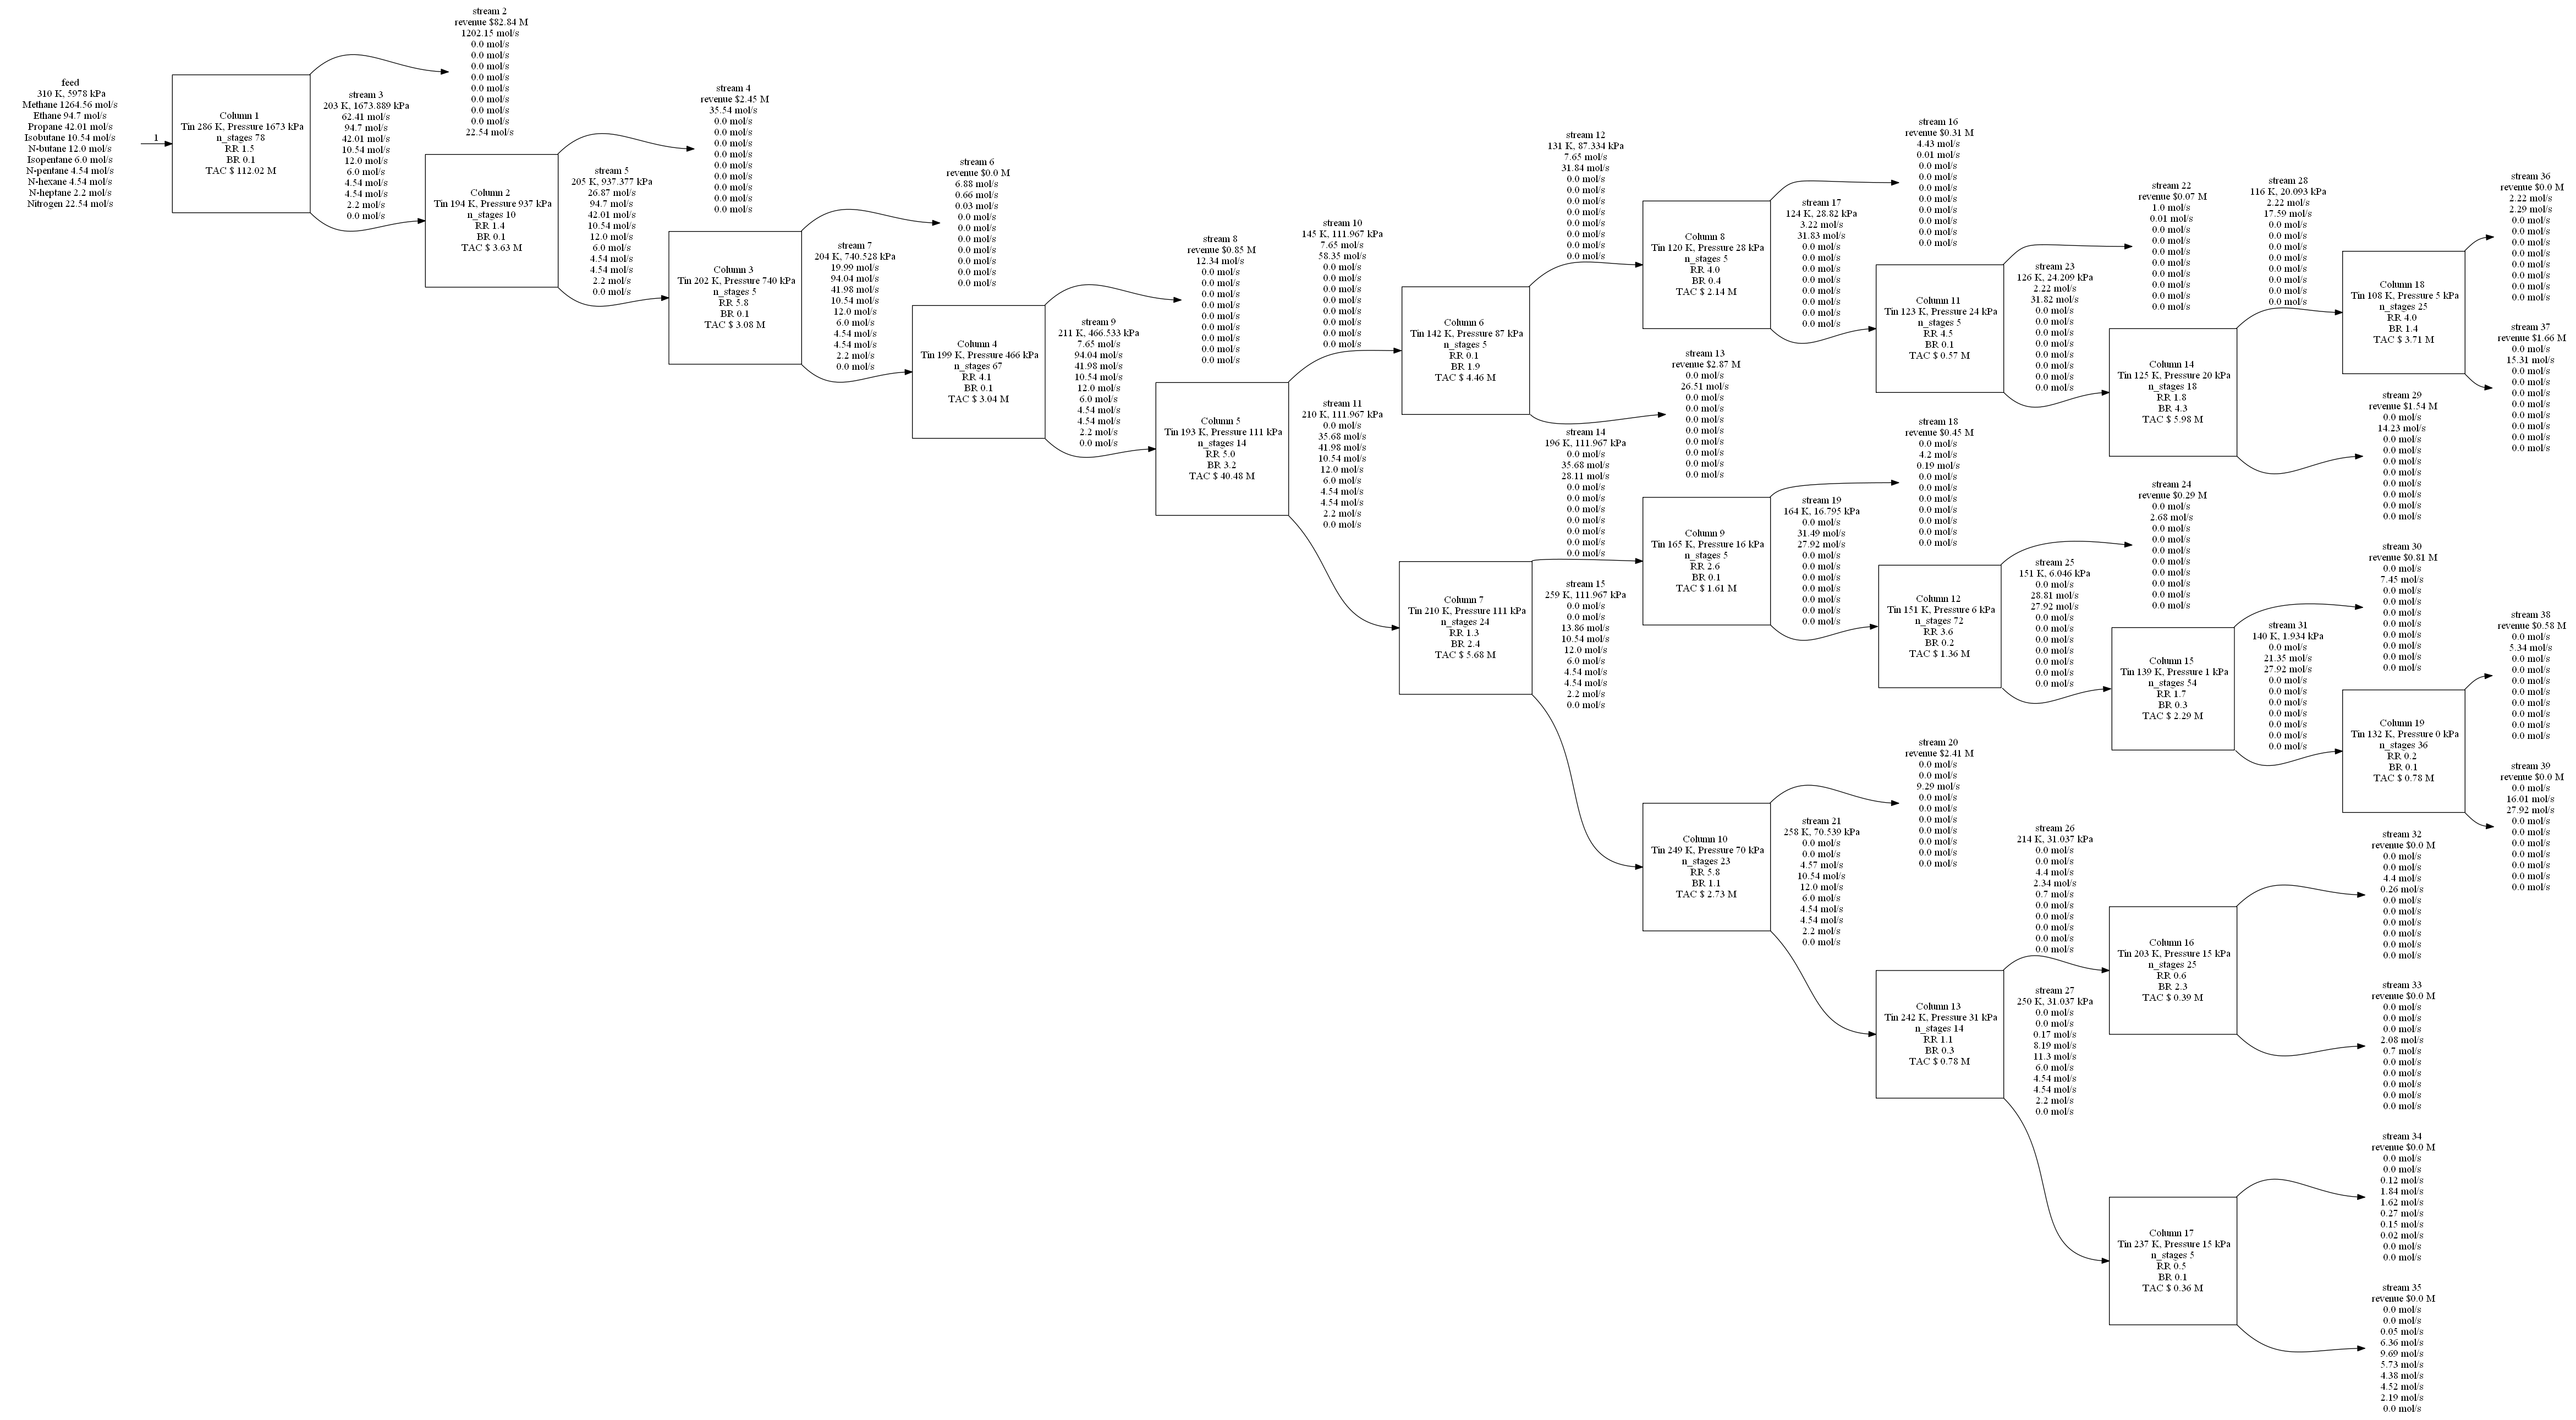 feed
310 K, 5978 kPa
Methane 1264.56 mol/s
Ethane 94.7 mol/s
Propane 42.01 mol/s
Isobutane 10.54 mol/s
N-butane 12.0 mol/s
Isopentane 6.0 mol/s
N-pentane 4.54 mol/s
N-hexane 4.54 mol/s
N-heptane 2.2 mol/s
Nitrogen 22.54 mol/s
1
Column 1
Tin 286 K, Pressure 1673 kPa
n_stages 78
RR 1.5
BR 0.1
TAC $ 112.02 M
stream 2
revenue $82.84 M
1202.15 mol/s
0.0 mol/s
0.0 mol/s
0.0 mol/s
0.0 mol/s
0.0 mol/s
0.0 mol/s
0.0 mol/s
0.0 mol/s
22.54 mol/s
stream 3
203 K, 1673.889 kPa
62.41 mol/s
94.7 mol/s
42.01 mol/s
10.54 mol/s
12.0 mol/s
6.0 mol/s
4.54 mol/s
4.54 mol/s
2.2 mol/s
0.0 mol/s
Column 2
Tin 194 K, Pressure 937 kPa
n_stages 10
RR 1.4
BR 0.1
TAC $ 3.63 M
stream 4
revenue $2.45 M
35.54 mol/s
0.0 mol/s
0.0 mol/s
0.0 mol/s
0.0 mol/s
0.0 mol/s
0.0 mol/s
0.0 mol/s
0.0 mol/s
0.0 mol/s
stream 5
205 K, 937.377 kPa
26.87 mol/s
94.7 mol/s
42.01 mol/s
10.54 mol/s
12.0 mol/s
6.0 mol/s
4.54 mol/s
4.54 mol/s
2.2 mol/s
0.0 mol/s
Column 3
Tin 202 K, Pressure 740 kPa
n_stages 5
RR 5.8
BR 0.1
TAC $ 3.08 M
stream 6
revenue $0.0 M
6.88 mol/s
0.66 mol/s
0.03 mol/s
0.0 mol/s
0.0 mol/s
0.0 mol/s
0.0 mol/s
0.0 mol/s
0.0 mol/s
0.0 mol/s
stream 7
204 K, 740.528 kPa
19.99 mol/s
94.04 mol/s
41.98 mol/s
10.54 mol/s
12.0 mol/s
6.0 mol/s
4.54 mol/s
4.54 mol/s
2.2 mol/s
0.0 mol/s
Column 4
Tin 199 K, Pressure 466 kPa
n_stages 67
RR 4.1
BR 0.1
TAC $ 3.04 M
stream 8
revenue $0.85 M
12.34 mol/s
0.0 mol/s
0.0 mol/s
0.0 mol/s
0.0 mol/s
0.0 mol/s
0.0 mol/s
0.0 mol/s
0.0 mol/s
0.0 mol/s
stream 9
211 K, 466.533 kPa
7.65 mol/s
94.04 mol/s
41.98 mol/s
10.54 mol/s
12.0 mol/s
6.0 mol/s
4.54 mol/s
4.54 mol/s
2.2 mol/s
0.0 mol/s
Column 5
Tin 193 K, Pressure 111 kPa
n_stages 14
RR 5.0
BR 3.2
TAC $ 40.48 M
stream 10
145 K, 111.967 kPa
7.65 mol/s
58.35 mol/s
0.0 mol/s
0.0 mol/s
0.0 mol/s
0.0 mol/s
0.0 mol/s
0.0 mol/s
0.0 mol/s
0.0 mol/s
stream 11
210 K, 111.967 kPa
0.0 mol/s
35.68 mol/s
41.98 mol/s
10.54 mol/s
12.0 mol/s
6.0 mol/s
4.54 mol/s
4.54 mol/s
2.2 mol/s
0.0 mol/s
Column 6
Tin 142 K, Pressure 87 kPa
n_stages 5
RR 0.1
BR 1.9
TAC $ 4.46 M
stream 12
131 K, 87.334 kPa
7.65 mol/s
31.84 mol/s
0.0 mol/s
0.0 mol/s
0.0 mol/s
0.0 mol/s
0.0 mol/s
0.0 mol/s
0.0 mol/s
0.0 mol/s
stream 13
revenue $2.87 M
0.0 mol/s
26.51 mol/s
0.0 mol/s
0.0 mol/s
0.0 mol/s
0.0 mol/s
0.0 mol/s
0.0 mol/s
0.0 mol/s
0.0 mol/s
Column 7
Tin 210 K, Pressure 111 kPa
n_stages 24
RR 1.3
BR 2.4
TAC $ 5.68 M
stream 14
196 K, 111.967 kPa
0.0 mol/s
35.68 mol/s
28.11 mol/s
0.0 mol/s
0.0 mol/s
0.0 mol/s
0.0 mol/s
0.0 mol/s
0.0 mol/s
0.0 mol/s
stream 15
259 K, 111.967 kPa
0.0 mol/s
0.0 mol/s
13.86 mol/s
10.54 mol/s
12.0 mol/s
6.0 mol/s
4.54 mol/s
4.54 mol/s
2.2 mol/s
0.0 mol/s
Column 8
Tin 120 K, Pressure 28 kPa
n_stages 5
RR 4.0
BR 0.4
TAC $ 2.14 M
stream 16
revenue $0.31 M
4.43 mol/s
0.01 mol/s
0.0 mol/s
0.0 mol/s
0.0 mol/s
0.0 mol/s
0.0 mol/s
0.0 mol/s
0.0 mol/s
0.0 mol/s
stream 17
124 K, 28.82 kPa
3.22 mol/s
31.83 mol/s
0.0 mol/s
0.0 mol/s
0.0 mol/s
0.0 mol/s
0.0 mol/s
0.0 mol/s
0.0 mol/s
0.0 mol/s
Column 9
Tin 165 K, Pressure 16 kPa
n_stages 5
RR 2.6
BR 0.1
TAC $ 1.61 M
stream 18
revenue $0.45 M
0.0 mol/s
4.2 mol/s
0.19 mol/s
0.0 mol/s
0.0 mol/s
0.0 mol/s
0.0 mol/s
0.0 mol/s
0.0 mol/s
0.0 mol/s
stream 19
164 K, 16.795 kPa
0.0 mol/s
31.49 mol/s
27.92 mol/s
0.0 mol/s
0.0 mol/s
0.0 mol/s
0.0 mol/s
0.0 mol/s
0.0 mol/s
0.0 mol/s
Column 10
Tin 249 K, Pressure 70 kPa
n_stages 23
RR 5.8
BR 1.1
TAC $ 2.73 M
stream 20
revenue $2.41 M
0.0 mol/s
0.0 mol/s
9.29 mol/s
0.0 mol/s
0.0 mol/s
0.0 mol/s
0.0 mol/s
0.0 mol/s
0.0 mol/s
0.0 mol/s
stream 21
258 K, 70.539 kPa
0.0 mol/s
0.0 mol/s
4.57 mol/s
10.54 mol/s
12.0 mol/s
6.0 mol/s
4.54 mol/s
4.54 mol/s
2.2 mol/s
0.0 mol/s
Column 11
Tin 123 K, Pressure 24 kPa
n_stages 5
RR 4.5
BR 0.1
TAC $ 0.57 M
stream 22
revenue $0.07 M
1.0 mol/s
0.01 mol/s
0.0 mol/s
0.0 mol/s
0.0 mol/s
0.0 mol/s
0.0 mol/s
0.0 mol/s
0.0 mol/s
0.0 mol/s
stream 23
126 K, 24.209 kPa
2.22 mol/s
31.82 mol/s
0.0 mol/s
0.0 mol/s
0.0 mol/s
0.0 mol/s
0.0 mol/s
0.0 mol/s
0.0 mol/s
0.0 mol/s
Column 12
Tin 151 K, Pressure 6 kPa
n_stages 72
RR 3.6
BR 0.2
TAC $ 1.36 M
stream 24
revenue $0.29 M
0.0 mol/s
2.68 mol/s
0.0 mol/s
0.0 mol/s
0.0 mol/s
0.0 mol/s
0.0 mol/s
0.0 mol/s
0.0 mol/s
0.0 mol/s
stream 25
151 K, 6.046 kPa
0.0 mol/s
28.81 mol/s
27.92 mol/s
0.0 mol/s
0.0 mol/s
0.0 mol/s
0.0 mol/s
0.0 mol/s
0.0 mol/s
0.0 mol/s
Column 13
Tin 242 K, Pressure 31 kPa
n_stages 14
RR 1.1
BR 0.3
TAC $ 0.78 M
stream 26
214 K, 31.037 kPa
0.0 mol/s
0.0 mol/s
4.4 mol/s
2.34 mol/s
0.7 mol/s
0.0 mol/s
0.0 mol/s
0.0 mol/s
0.0 mol/s
0.0 mol/s
stream 27
250 K, 31.037 kPa
0.0 mol/s
0.0 mol/s
0.17 mol/s
8.19 mol/s
11.3 mol/s
6.0 mol/s
4.54 mol/s
4.54 mol/s
2.2 mol/s
0.0 mol/s
Column 14
Tin 125 K, Pressure 20 kPa
n_stages 18
RR 1.8
BR 4.3
TAC $ 5.98 M
stream 28
116 K, 20.093 kPa
2.22 mol/s
17.59 mol/s
0.0 mol/s
0.0 mol/s
0.0 mol/s
0.0 mol/s
0.0 mol/s
0.0 mol/s
0.0 mol/s
0.0 mol/s
stream 29
revenue $1.54 M
0.0 mol/s
14.23 mol/s
0.0 mol/s
0.0 mol/s
0.0 mol/s
0.0 mol/s
0.0 mol/s
0.0 mol/s
0.0 mol/s
0.0 mol/s
Column 15
Tin 139 K, Pressure 1 kPa
n_stages 54
RR 1.7
BR 0.3
TAC $ 2.29 M
stream 30
revenue $0.81 M
0.0 mol/s
7.45 mol/s
0.0 mol/s
0.0 mol/s
0.0 mol/s
0.0 mol/s
0.0 mol/s
0.0 mol/s
0.0 mol/s
0.0 mol/s
stream 31
140 K, 1.934 kPa
0.0 mol/s
21.35 mol/s
27.92 mol/s
0.0 mol/s
0.0 mol/s
0.0 mol/s
0.0 mol/s
0.0 mol/s
0.0 mol/s
0.0 mol/s
Column 16
Tin 203 K, Pressure 15 kPa
n_stages 25
RR 0.6
BR 2.3
TAC $ 0.39 M
stream 32
revenue $0.0 M
0.0 mol/s
0.0 mol/s
4.4 mol/s
0.26 mol/s
0.0 mol/s
0.0 mol/s
0.0 mol/s
0.0 mol/s
0.0 mol/s
0.0 mol/s
stream 33
revenue $0.0 M
0.0 mol/s
0.0 mol/s
0.0 mol/s
2.08 mol/s
0.7 mol/s
0.0 mol/s
0.0 mol/s
0.0 mol/s
0.0 mol/s
0.0 mol/s
Column 17
Tin 237 K, Pressure 15 kPa
n_stages 5
RR 0.5
BR 0.1
TAC $ 0.36 M
stream 34
revenue $0.0 M
0.0 mol/s
0.0 mol/s
0.12 mol/s
1.84 mol/s
1.62 mol/s
0.27 mol/s
0.15 mol/s
0.02 mol/s
0.0 mol/s
0.0 mol/s
stream 35
revenue $0.0 M
0.0 mol/s
0.0 mol/s
0.05 mol/s
6.36 mol/s
9.69 mol/s
5.73 mol/s
4.38 mol/s
4.52 mol/s
2.19 mol/s
0.0 mol/s
Column 18
Tin 108 K, Pressure 5 kPa
n_stages 25
RR 4.0
BR 1.4
TAC $ 3.71 M
stream 36
revenue $0.0 M
2.22 mol/s
2.29 mol/s
0.0 mol/s
0.0 mol/s
0.0 mol/s
0.0 mol/s
0.0 mol/s
0.0 mol/s
0.0 mol/s
0.0 mol/s
stream 37
revenue $1.66 M
0.0 mol/s
15.31 mol/s
0.0 mol/s
0.0 mol/s
0.0 mol/s
0.0 mol/s
0.0 mol/s
0.0 mol/s
0.0 mol/s
0.0 mol/s
Column 19
Tin 132 K, Pressure 0 kPa
n_stages 36
RR 0.2
BR 0.1
TAC $ 0.78 M
stream 38
revenue $0.58 M
0.0 mol/s
5.34 mol/s
0.0 mol/s
0.0 mol/s
0.0 mol/s
0.0 mol/s
0.0 mol/s
0.0 mol/s
0.0 mol/s
0.0 mol/s
stream 39
revenue $0.0 M
0.0 mol/s
16.01 mol/s
27.92 mol/s
0.0 mol/s
0.0 mol/s
0.0 mol/s
0.0 mol/s
0.0 mol/s
0.0 mol/s
0.0 mol/s